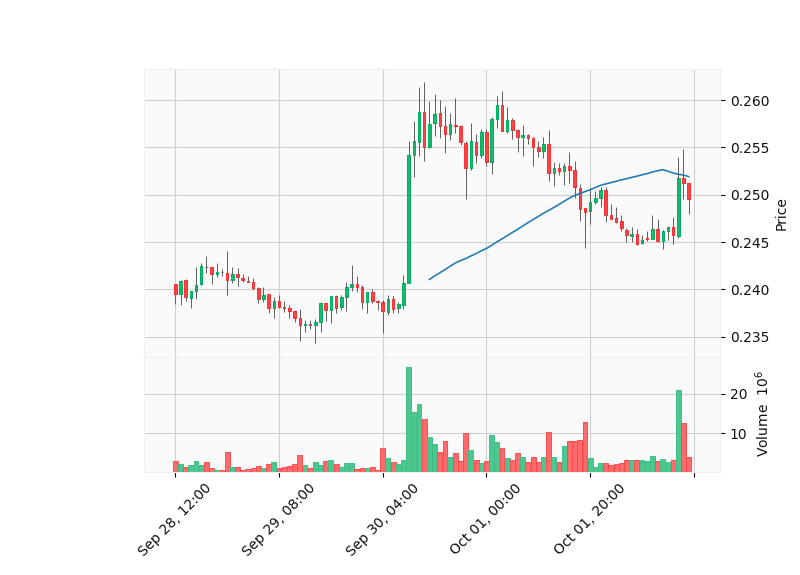 0.260
0.255
0.250
0.245
0.240
0.235
Price
20
10
Volume 10^6
Sep 28, 12:00
Sep 29, 08:00
Sep 30, 04:00
Oct 01, 00:00
Oct 01, 20:00